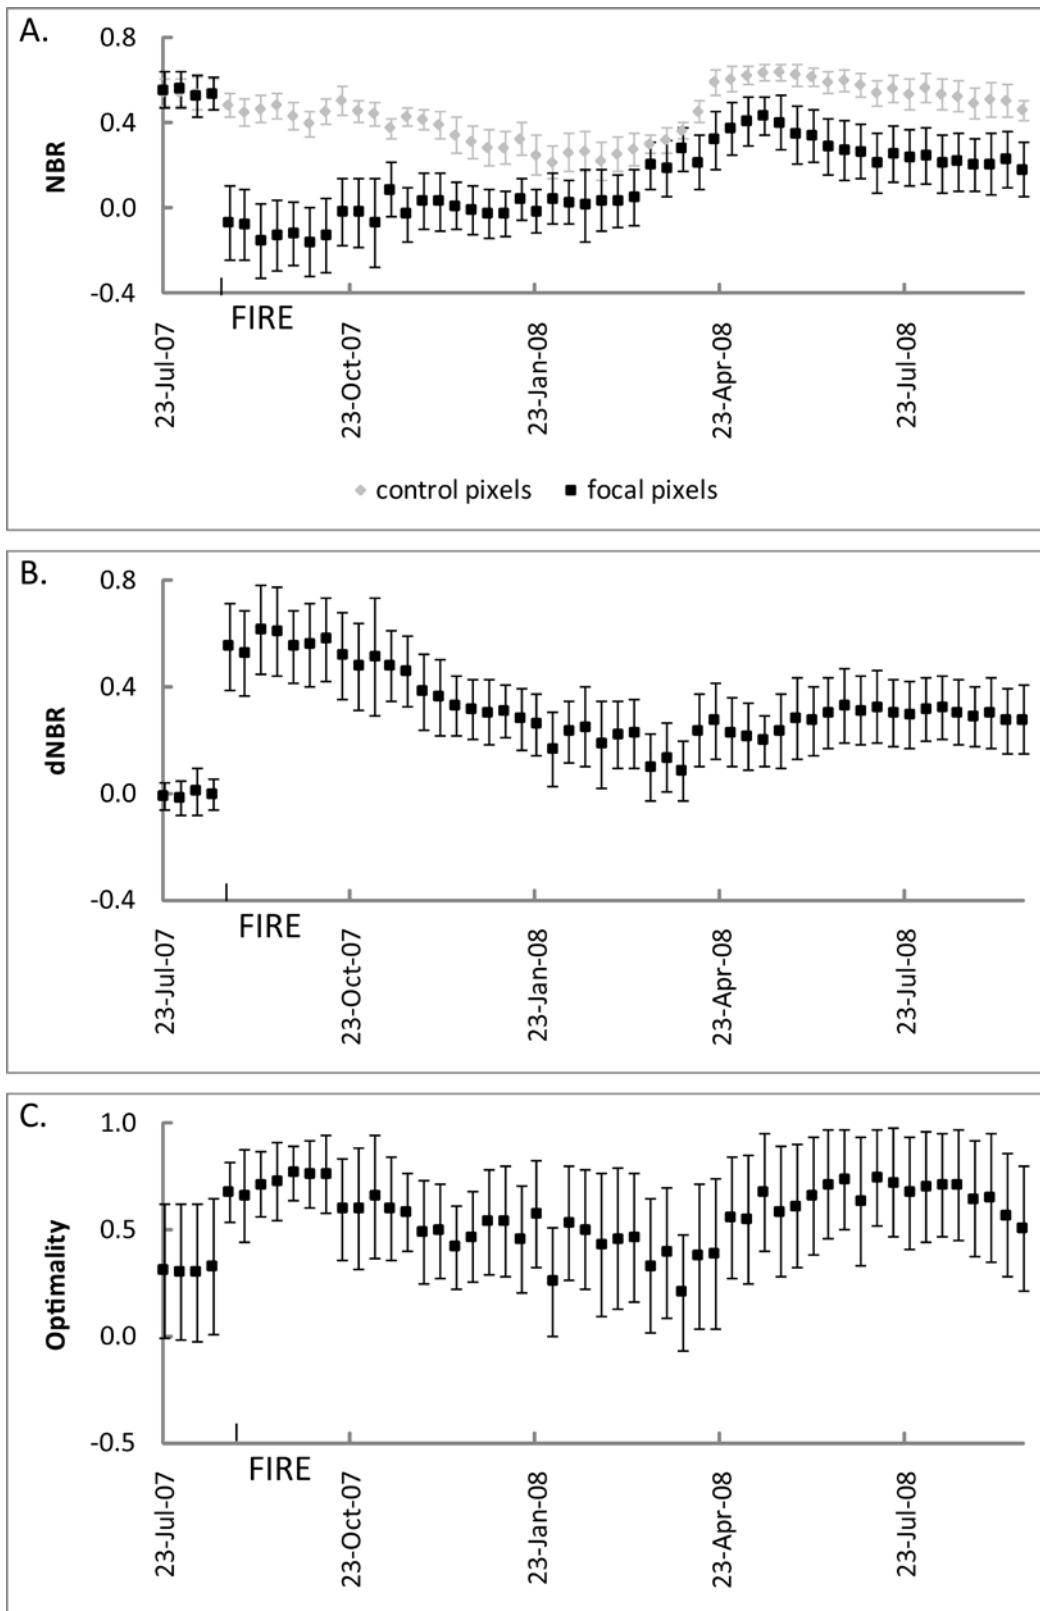 A.
0.8
0.4
0.0
-0.4
NBR
FIRE
23-Jul-07
23-Oct-07
23-Jan-08
23-Apr-08
23-Jul-08
control pixels
focal pixels
B.
0.8
0.4
0.0
-0.4
dNBR
FIRE
23-Jul-07
23-Oct-07
23-Jan-08
23-Apr-08
23-Jul-08
C.
1.0
0.5
0.0
-0.5
Optimality
FIRE
23-Jul-07
23-Oct-07
23-Jan-08
23-Apr-08
23-Jul-08